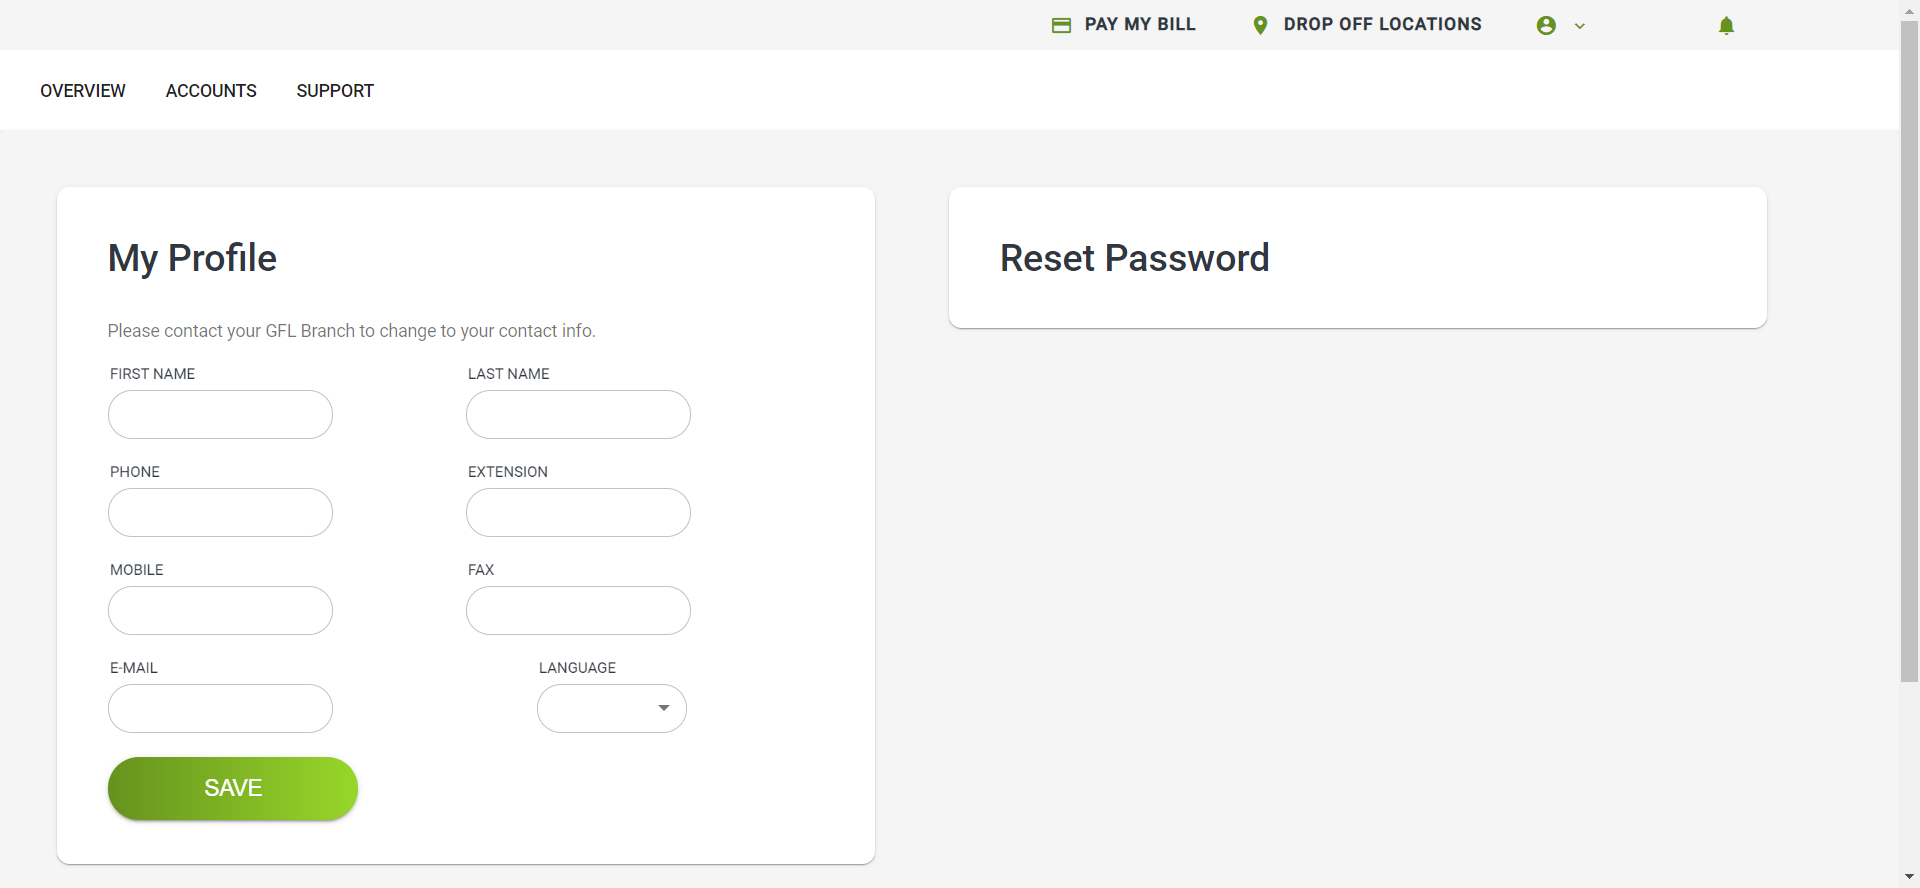 PAY MY BILL
DROP OFF LOCATIONS
OVERVIEW
ACCOUNTS
SUPPORT
My Profile
Reset Password
Please contact your GFL Branch to change to your contact info.
FIRST NAME
LAST NAME
PHONE
EXTENSION
MOBILE
FAX
E-MAIL
LANGUAGE
SAVE